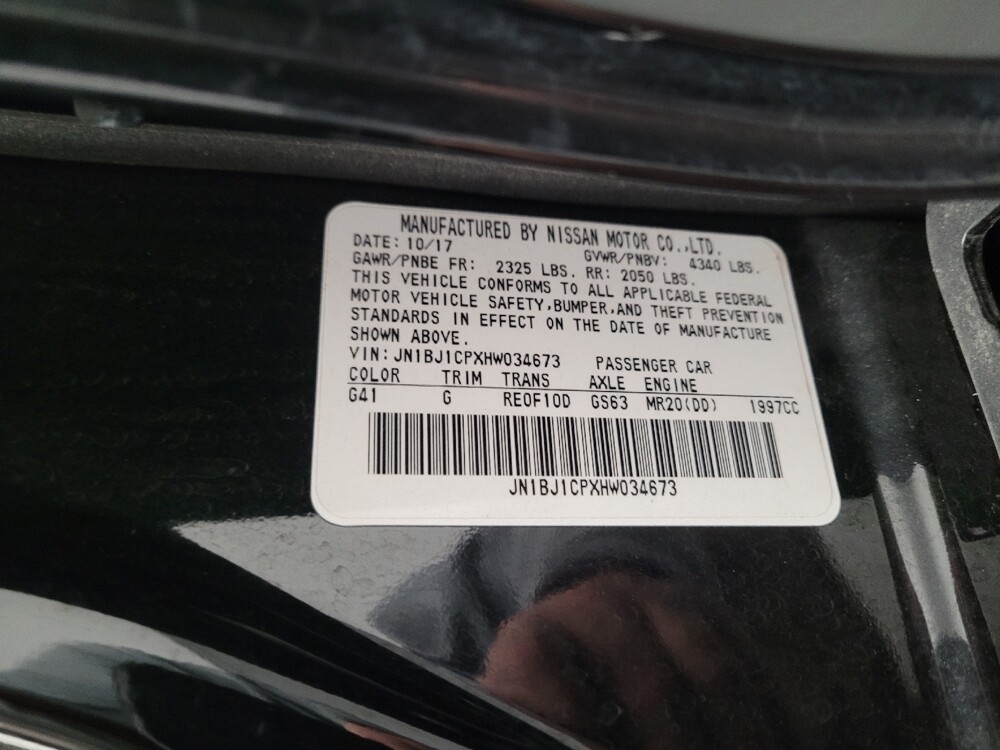 MANUFACTURED BY NISSAN MOTOR CO.,LTD.
DATE: 10/17 GVWR/PNBV: 4340 LBS.
GAWR/PNBE FR: 2325 LBS. RR: 2050 LBS.
THIS VEHICLE CONFORMS TO ALL APPLICABLE FEDERAL
MOTOR VEHICLE SAFETY,BUMPER,AND THEFT PREVENTION
STANDARDS IN EFFECT ON THE DATE OF MANUFACTURE
SHOWN ABOVE.
VIN: JN1BJ1CPXHW034673 PASSENGER CAR
COLOR TRIM TRANS AXLE ENGINE
G41 G RE0F10D GS63 MR20(DD) 1997CC
JN1BJ1CPXHW034673